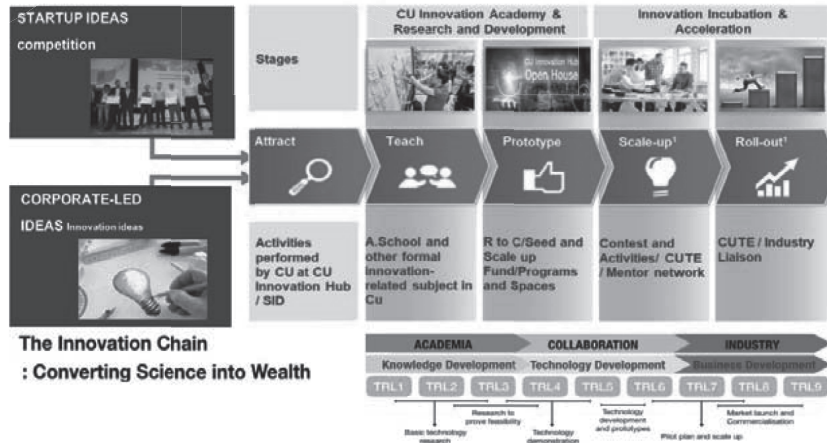 STARTUP IDEAS
competition
CORPORATE-LED
IDEAS Innovation ideas
The Innovation Chain
: Converting Science into Wealth
Stages
CU Innovation Academy &
Research and Development
Innovation Incubation &
Acceleration
CU Innovation Hub
Open House
Attract
Teach
Prototype
Scale-up¹
Roll-out¹
Activities
performed
by CU at CU
Innovation Hub
/ SID
A.School and
other formal
innovation-
related subject in
Cu
R to C/Seed and
Scale up
Fund/Programs
and Spaces
Contest and
Activities/ CUTE
/ Mentor network
CUTE / Industry
Liaison
ACADEMIA
COLLABORATION
INDUSTRY
Knowledge Development
Technology Development
Business Development
TRL1
TRL2
TRL3
TRL4
TRL5
TRL6
TRL7
TRL8
TRL9
Basic technology
research
Research to
prove feasibility
Technology
demonstration
Technology
development
and prototypes
Pilot plan and scale up
Market launch and
Commercialisation